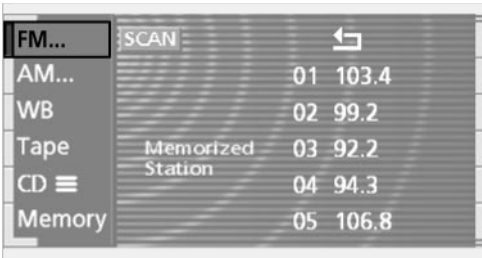 FM... SCAN
AM... 01 103.4
WB 02 99.2
Tape Memorized 03 92.2
Station
CD 04 94.3
Memory 05 106.8